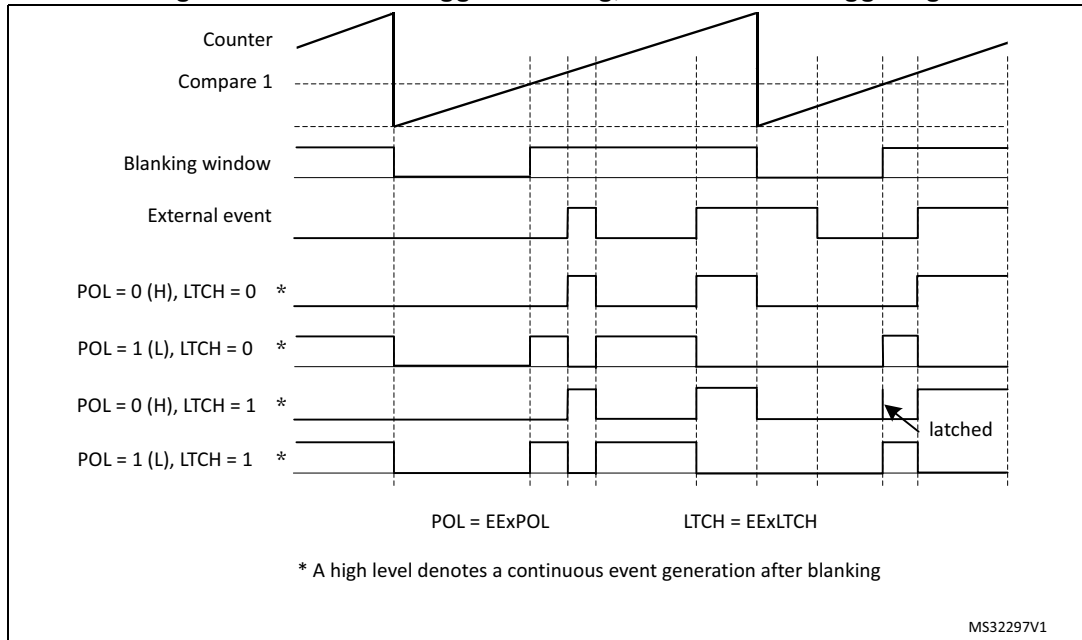 Counter
Compare 1
Blanking window
External event
POL = 0 (H), LTCH = 0 *
POL = 1 (L), LTCH = 0 *
POL = 0 (H), LTCH = 1 *
latched
POL = 1 (L), LTCH = 1 *
POL = EExPOL LTCH = EExLTCH
* A high level denotes a continuous event generation after blanking
MS32297V1